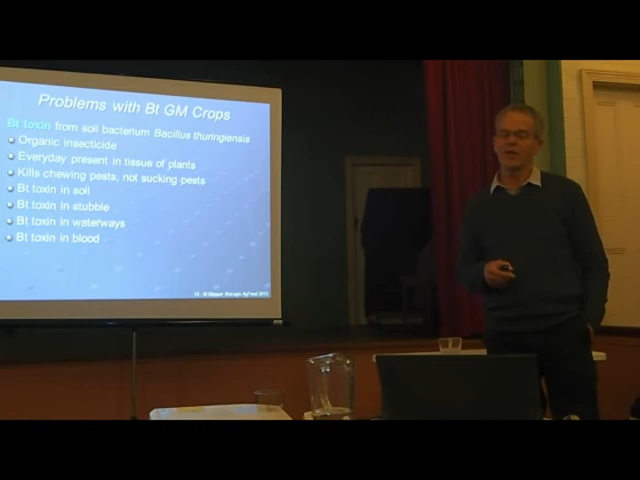 Problems with Bt GM Crops
Bt toxin from soil bacterium Bacillus thuringiensis
Organic insecticide
Everyday present in tissue of plants
Kills chewing pests, not sucking pests
Bt toxin in soil
Bt toxin in stubble
Bt toxin in waterways
Bt toxin in blood